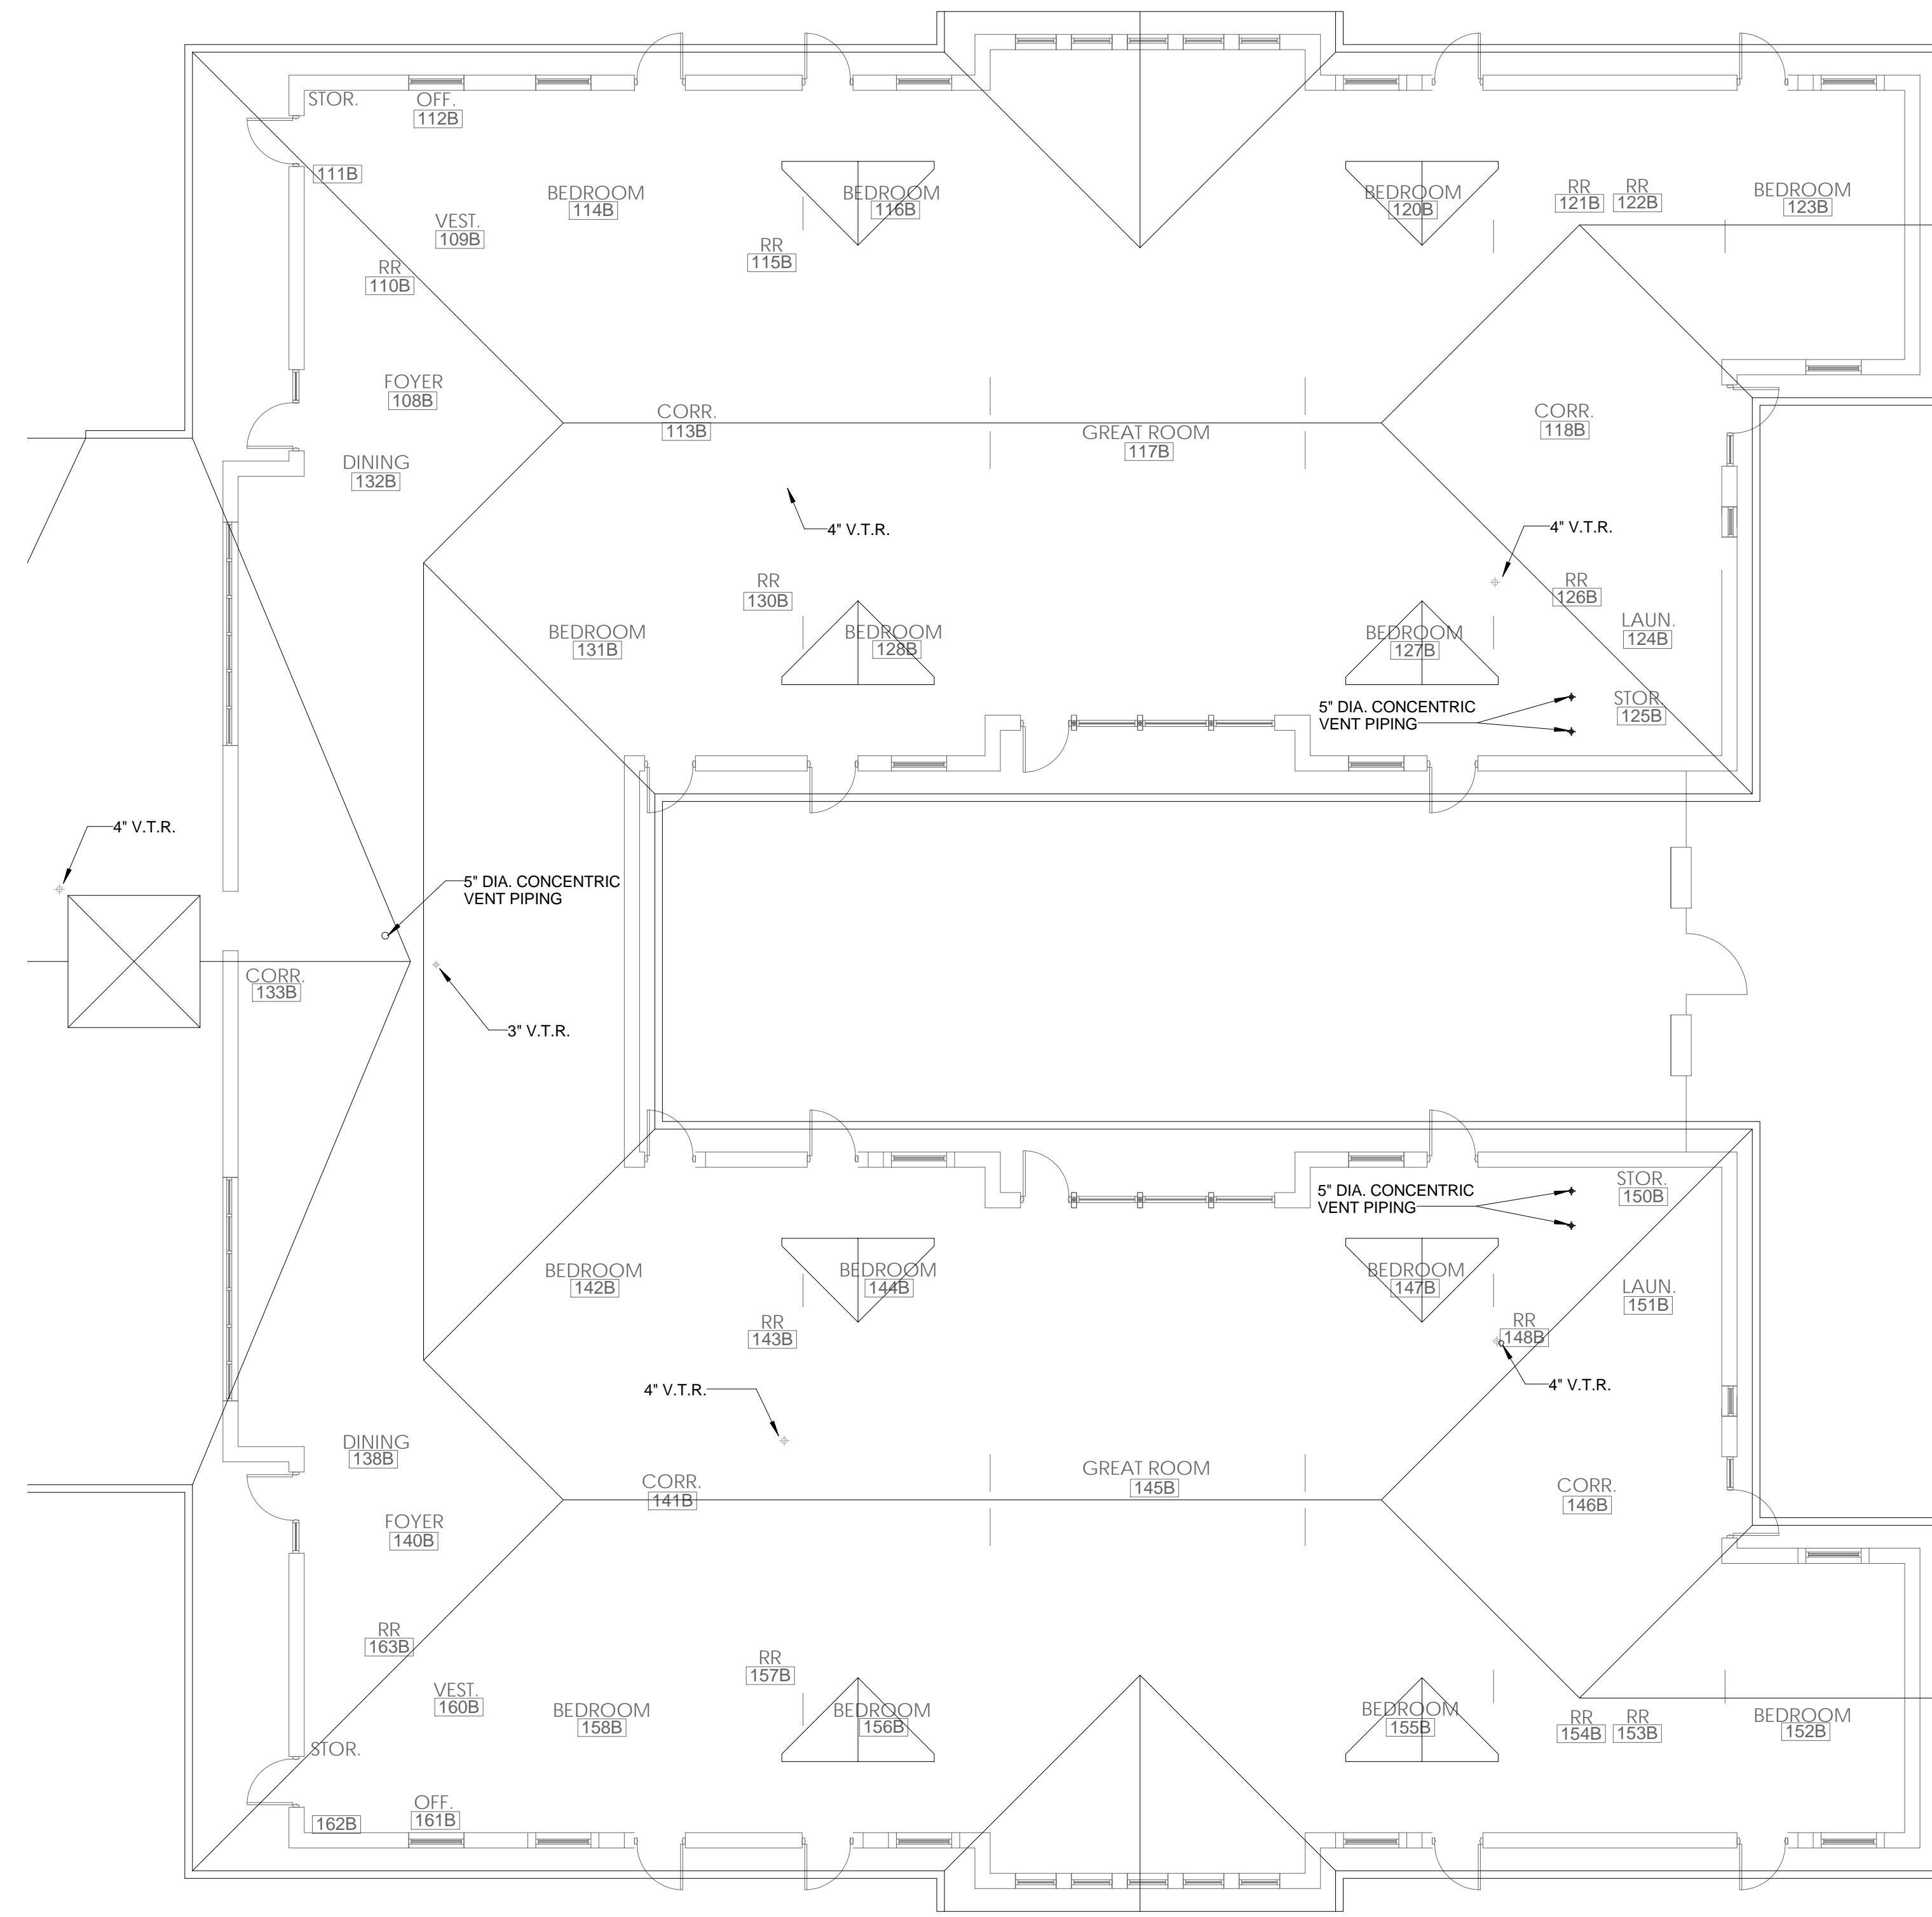 STOR.
OFF.
112B
111B
BEDROOM
114B
BEDROOM
116B
BEDROOM
120B
RR
121B
RR
122B
BEDROOM
123B
VEST.
109B
RR
115B
RR
110B
FOYER
108B
CORR.
113B
GREAT ROOM
117B
CORR.
118B
DINING
132B
4" V.T.R.
4" V.T.R.
RR
130B
RR
126B
BEDROOM
131B
BEDROOM
128B
BEDROOM
127B
LAUN.
124B
5" DIA. CONCENTRIC
VENT PIPING
STOR.
125B
4" V.T.R.
5" DIA. CONCENTRIC
VENT PIPING
CORR.
133B
3" V.T.R.
5" DIA. CONCENTRIC
VENT PIPING
STOR.
150B
BEDROOM
142B
BEDROOM
144B
BEDROOM
147B
LAUN.
151B
RR
143B
RR
148B
4" V.T.R.
4" V.T.R.
DINING
138B
CORR.
141B
GREAT ROOM
145B
CORR.
146B
FOYER
140B
RR
163B
RR
157B
VEST.
160B
BEDROOM
158B
BEDROOM
156B
BEDROOM
155B
RR
154B
RR
153B
BEDROOM
152B
STOR.
162B
OFF.
161B